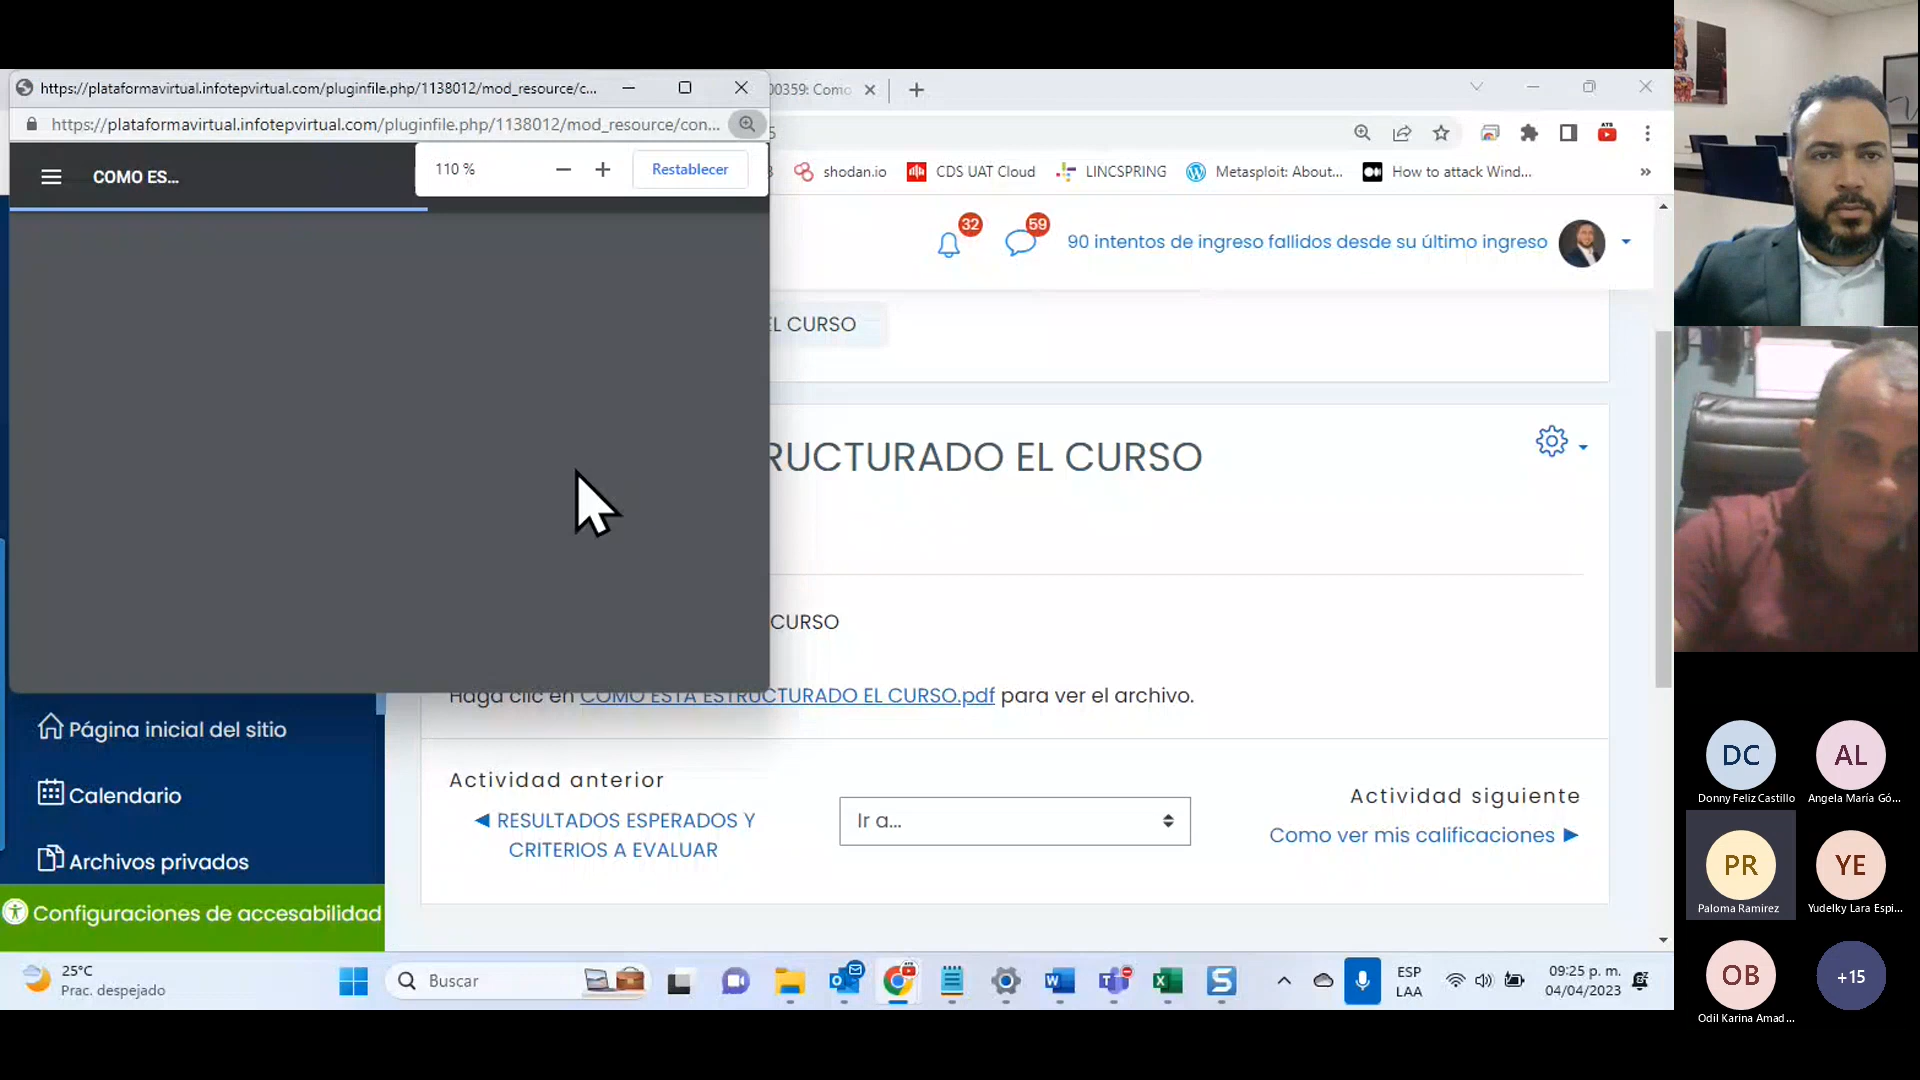 https://plataformavirtual.infotepvirtual.com/pluginfile.php/1138012/mod_resource/c...
00359: Como
https://plataformavirtual.infotepvirtual.com/pluginfile.php/1138012/mod_resource/con...
COMO ES...
110 %
Restablecer
shodan.io
CDS UAT Cloud
LINCSPRING
Metasploit: About...
How to attack Wind...
»
32
59
90 intentos de ingreso fallidos desde su último ingreso
EL CURSO
RUCTURADO EL CURSO
CURSO
Haga clic en COMO ESTA ESTRUCTURADO EL CURSO.pdf para ver el archivo.
Página inicial del sitio
Calendario
Archivos privados
Configuraciones de accesabilidad
Actividad anterior
◄ RESULTADOS ESPERADOS Y
CRITERIOS A EVALUAR
Ir a...
Actividad siguiente
Como ver mis calificaciones ►
25°C
Prac. despejado
Buscar
ESP
LAA
09:25 p. m.
04/04/2023
DC
Donny Feliz Castillo
AL
Angela María Gó...
PR
Paloma Ramirez
YE
Yudelky Lara Espi...
OB
Odil Karina Amad...
+15